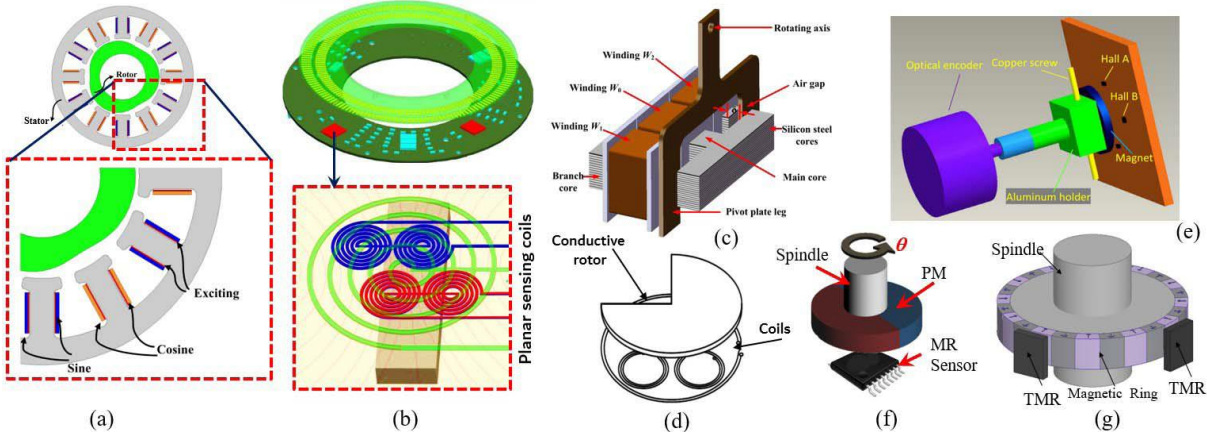 Rotor
Stator
Exciting
Cosine
Sine
(a)
Planar sensing coils
(b)
Rotating axis
Winding W₂
Winding W₀
Air gap
Winding W₁
Silicon steel
cores
Branch
core
Main core
Pivot plate leg
(c)
Conductive
rotor
Coils
(d)
Optical encoder
Copper screw
Hall A
Hall B
Magnet
Aluminum holder
(e)
θ
Spindle
PM
MR
Sensor
(f)
Spindle
TMR
Magnetic Ring
TMR
(g)